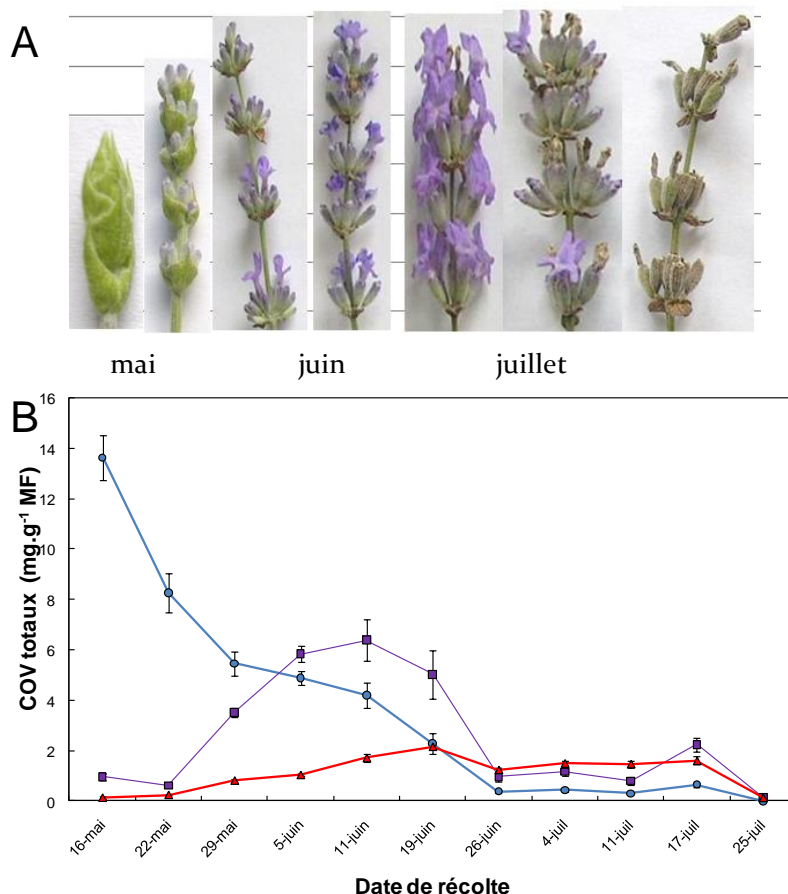 A
mai juin juillet
B
COV totaux (mg.g⁻¹ MF)
16
14
12
10
8
6
4
2
0
16-mai 22-mai 29-mai 5-juin 11-juin 19-juin 26-juin 4-juil 11-juil 17-juil 25-juil
Date de récolte